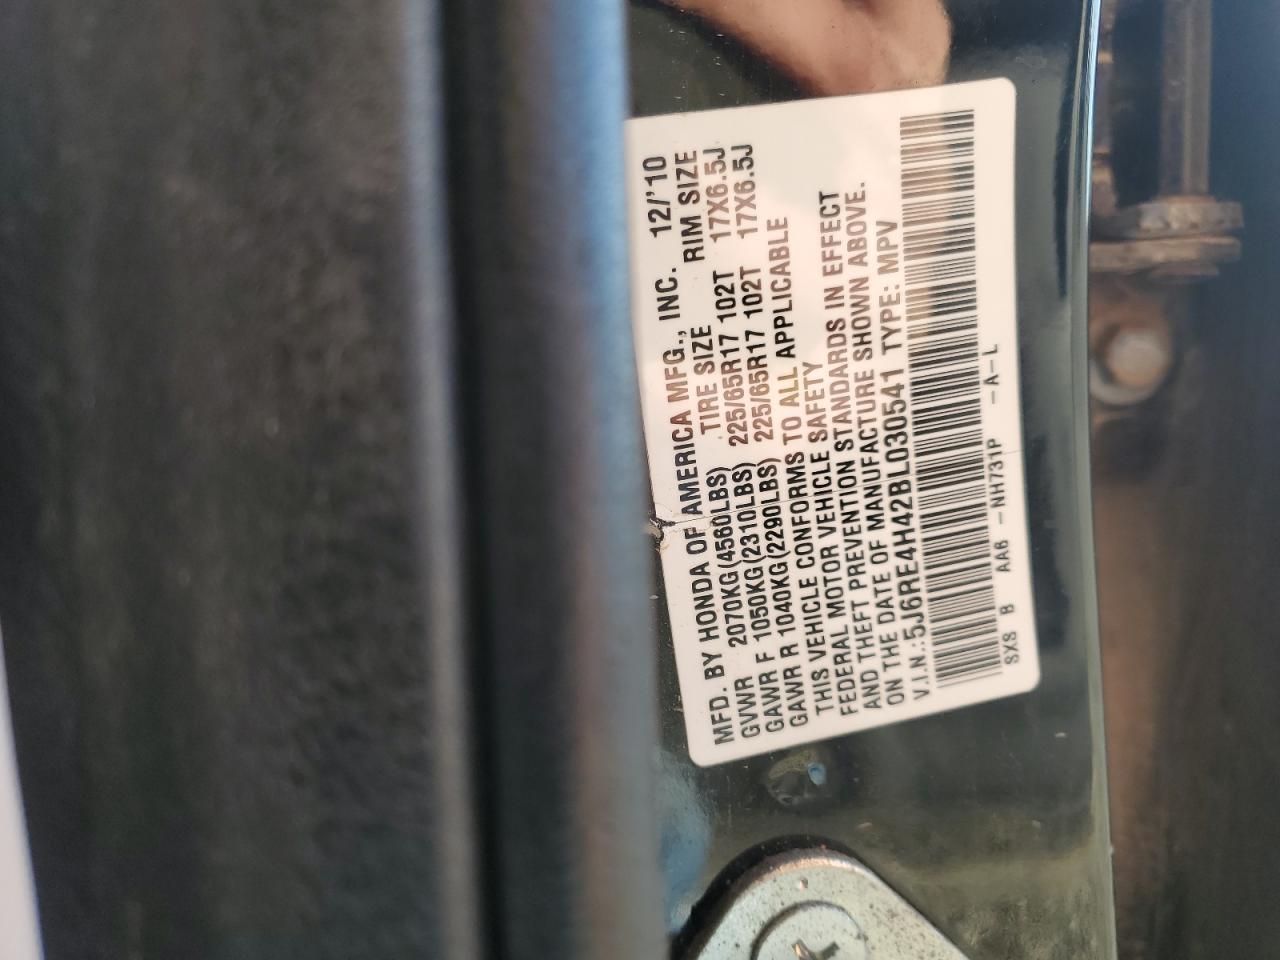 MFD. BY HONDA OF AMERICA MFG., INC. 12/'10
GVWR 2070KG(4560LBS) TIRE SIZE RIM SIZE
GAWR F 1050KG(2310LBS) 225/65R17 102T 17X6.5J
GAWR R 1040KG(2290LBS) 225/65R17 102T 17X6.5J
THIS VEHICLE CONFORMS TO ALL APPLICABLE
FEDERAL MOTOR VEHICLE SAFETY
AND THEFT PREVENTION STANDARDS IN EFFECT
ON THE DATE OF MANUFACTURE SHOWN ABOVE.
V.I.N.:5J6RE4H42BL030541 TYPE: MPV
SXS B AA6 -NH731P -A-L